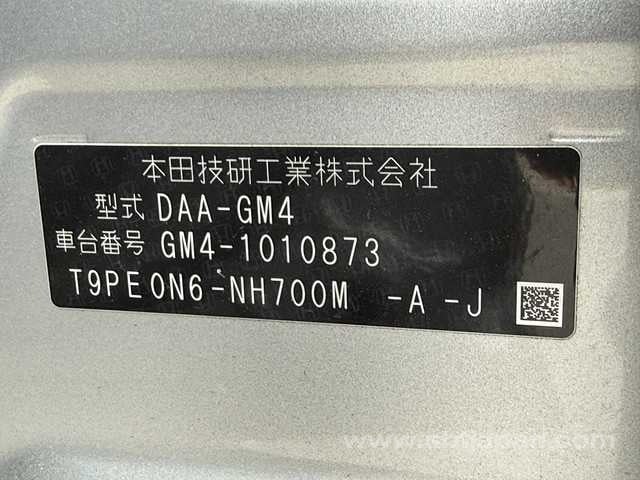 本田技研工業株式会社
型式 DAA-GM4
車台番号 GM4-1010873
T9PE0N6-NH700M -A-J